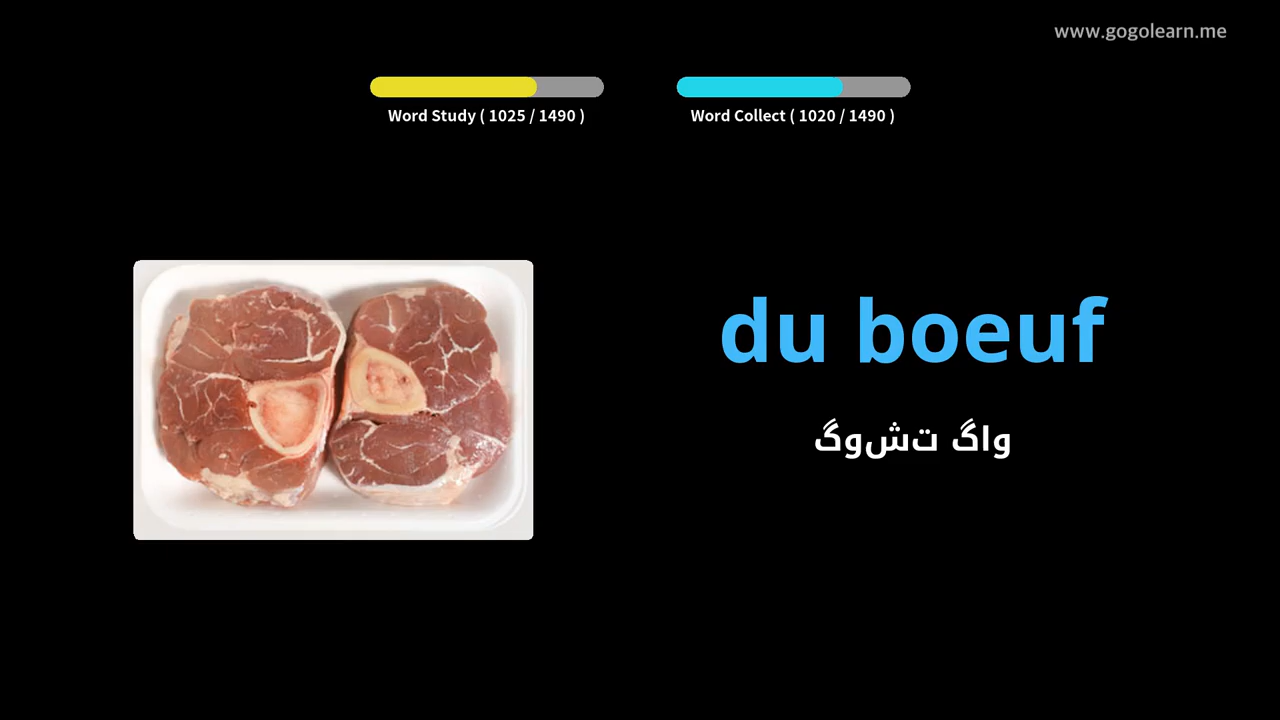 www.gogolearn.me
Word Study ( 1025 / 1490 )
Word Collect ( 1020 / 1490 )
du boeuf
واگ تشوگ